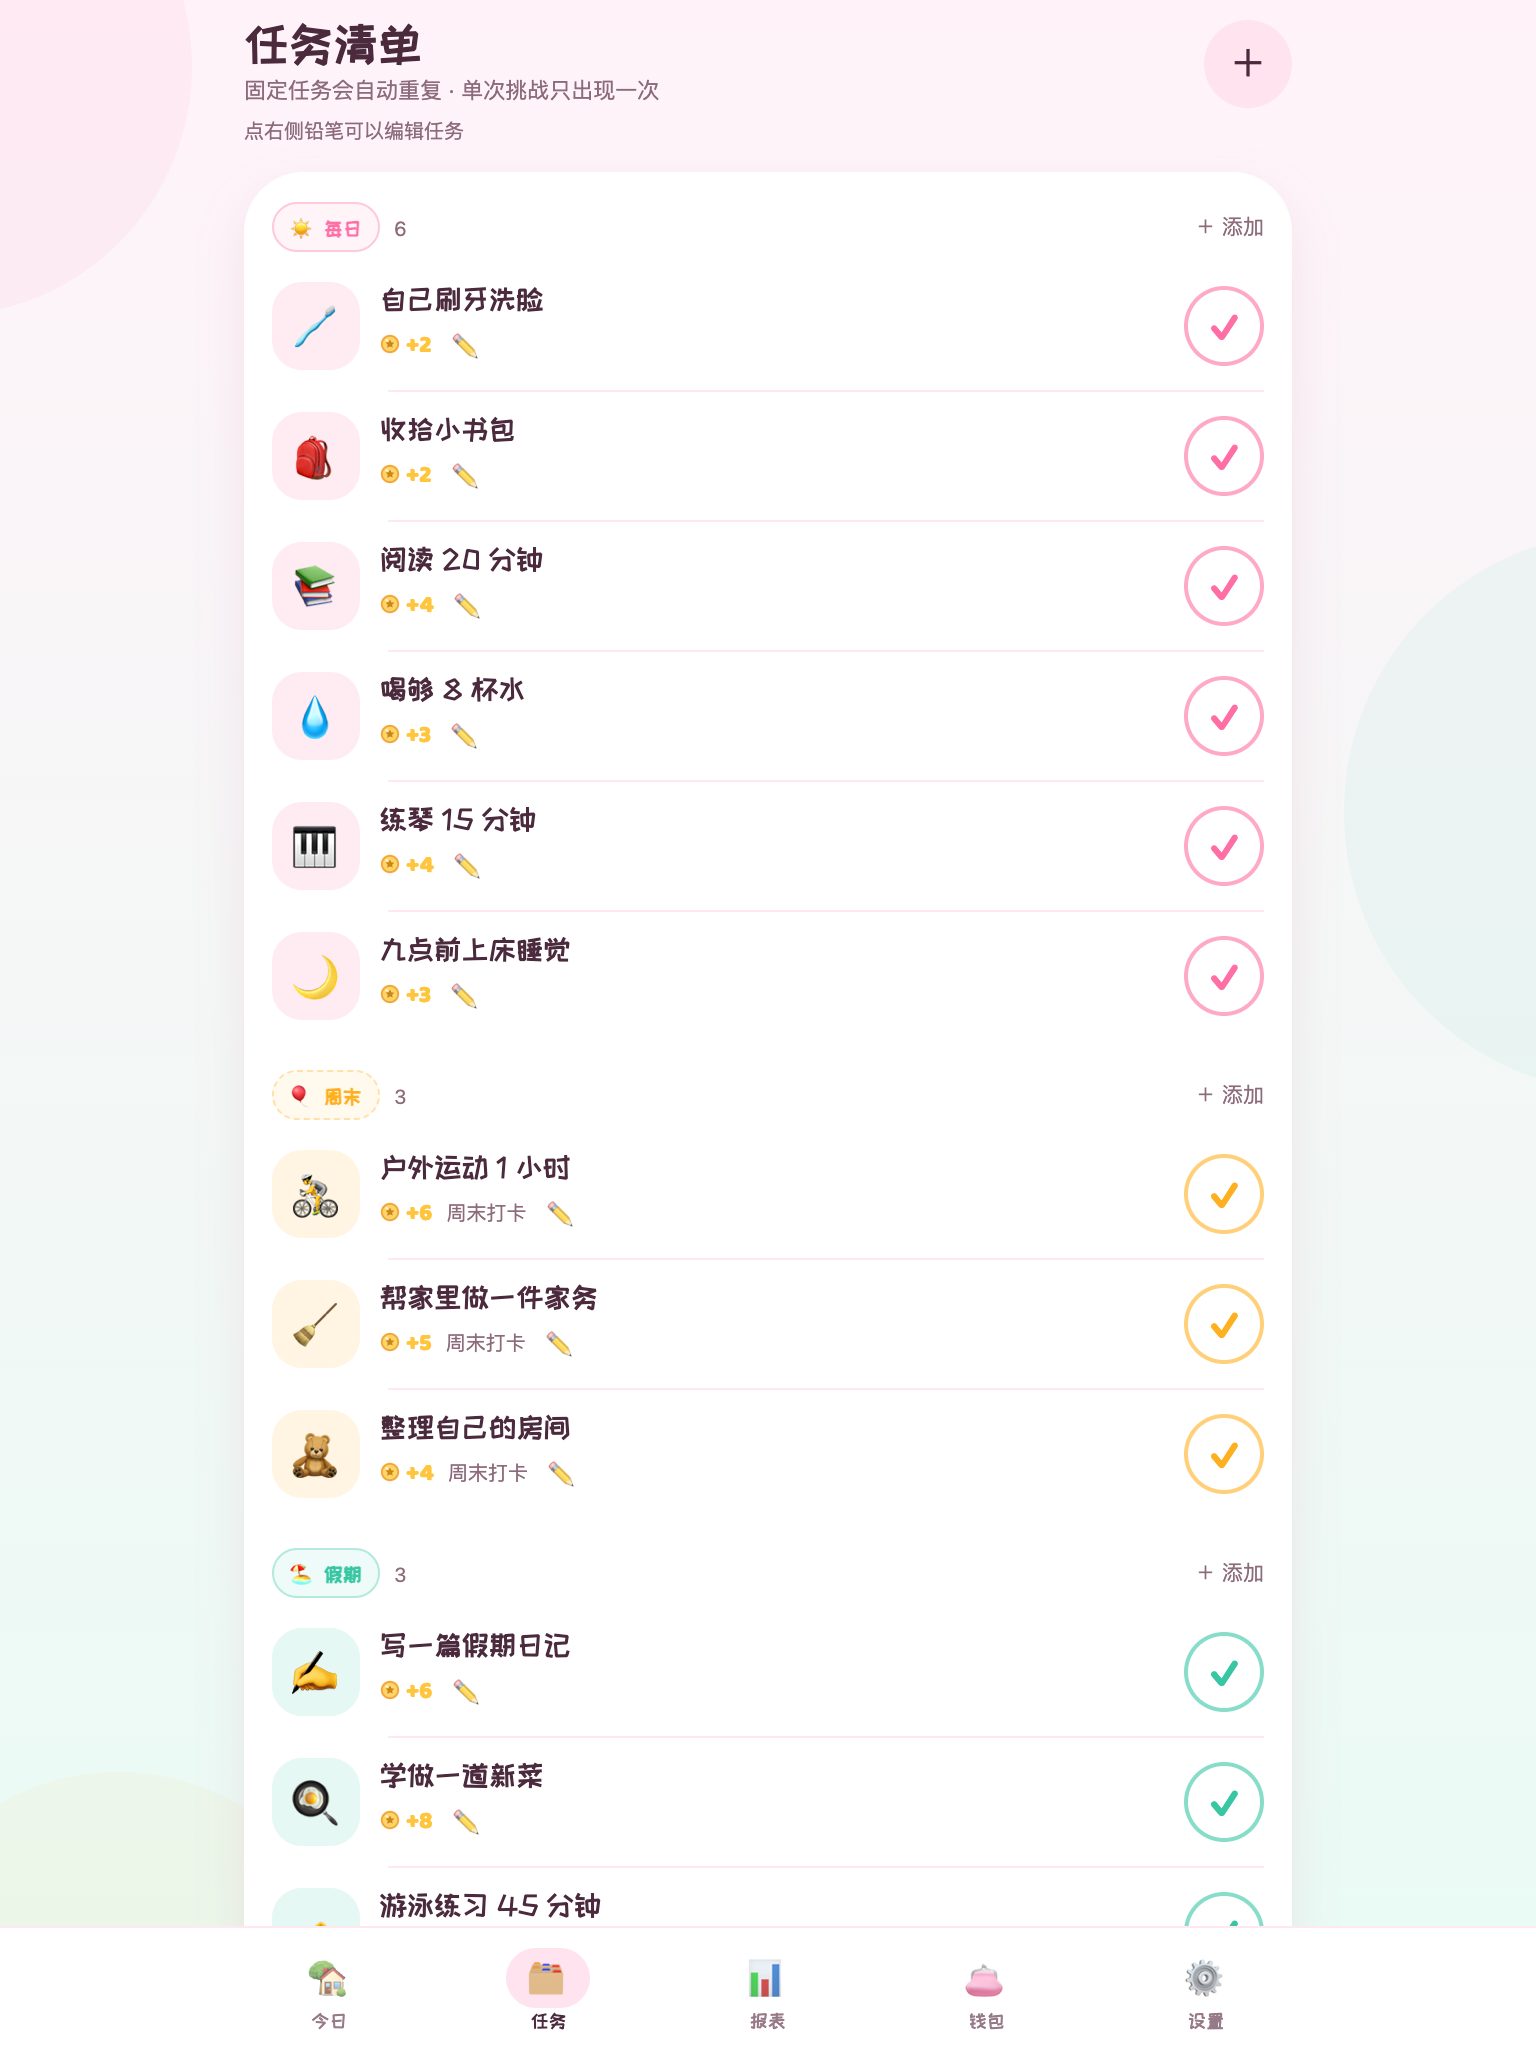 任务清单
固定任务会自动重复 · 单次挑战只出现一次
点右侧铅笔可以编辑任务
每日 6 + 添加
自己刷牙洗脸
+2
收拾小书包
+2
阅读 20 分钟
+4
喝够 8 杯水
+3
练琴 15 分钟
+4
九点前上床睡觉
+3
周末 3 + 添加
户外运动 1 小时
+6 周末打卡
帮家里做一件家务
+5 周末打卡
整理自己的房间
+4 周末打卡
假期 3 + 添加
写一篇假期日记
+6
学做一道新菜
+8
游泳练习 45 分钟
今日 任务 报表 钱包 设置